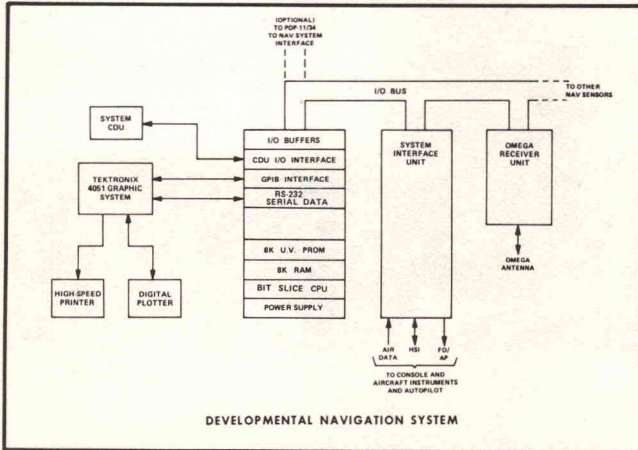 (OPTIONAL)
TO PDP-11/34
TO NAV SYSTEM
INTERFACE
I/O BUS
TO OTHER
NAV SENSORS
SYSTEM
CDU
TEKTRONIX
4051 GRAPHIC
SYSTEM
HIGH-SPEED
PRINTER
DIGITAL
PLOTTER
I/O BUFFERS
CDU I/O INTERFACE
GPIB INTERFACE
RS-232
SERIAL DATA
8K U.V. PROM
8K RAM
BIT SLICE CPU
POWER SUPPLY
SYSTEM
INTERFACE
UNIT
OMEGA
RECEIVER
UNIT
OMEGA
ANTENNA
AIR
DATA
HSI
FD/
AP
TO CONSOLE AND
AIRCRAFT INSTRUMENTS
AND AUTOPILOT
DEVELOPMENTAL NAVIGATION SYSTEM